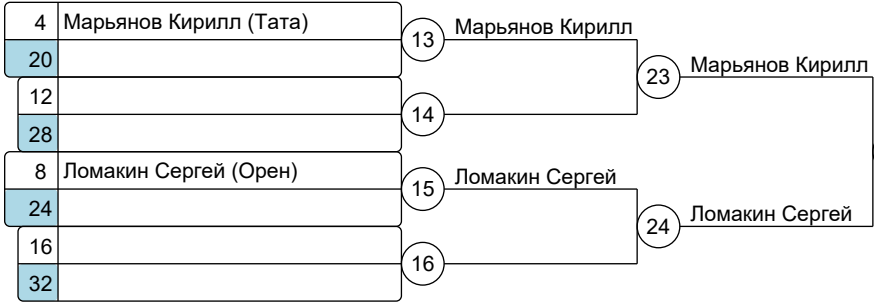 4 Марьянов Кирилл (Тата)
20
13 Марьянов Кирилл
12
28
14
23 Марьянов Кирилл
8 Ломакин Сергей (Орен)
24
15 Ломакин Сергей
16
32
16
24 Ломакин Сергей